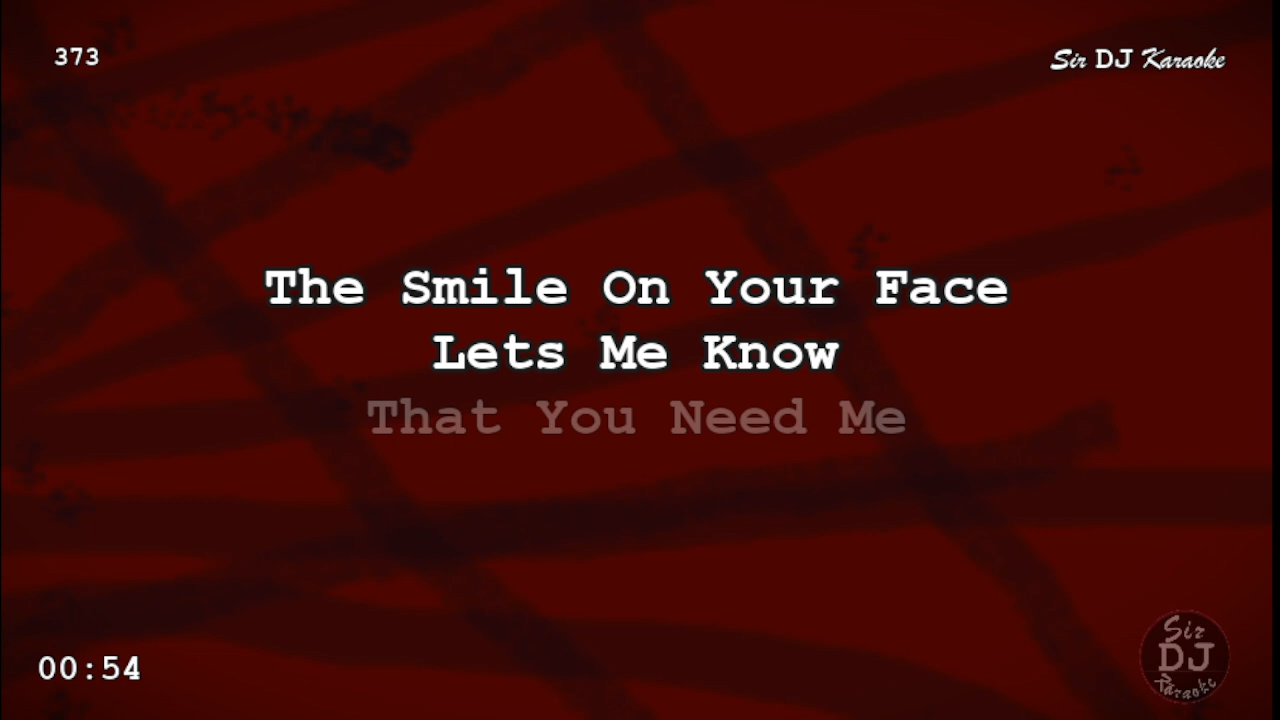 373
Sir DJ Karaoke
The Smile On Your Face
Lets Me Know
That You Need Me
00:54
Sir
DJ
Karaoke